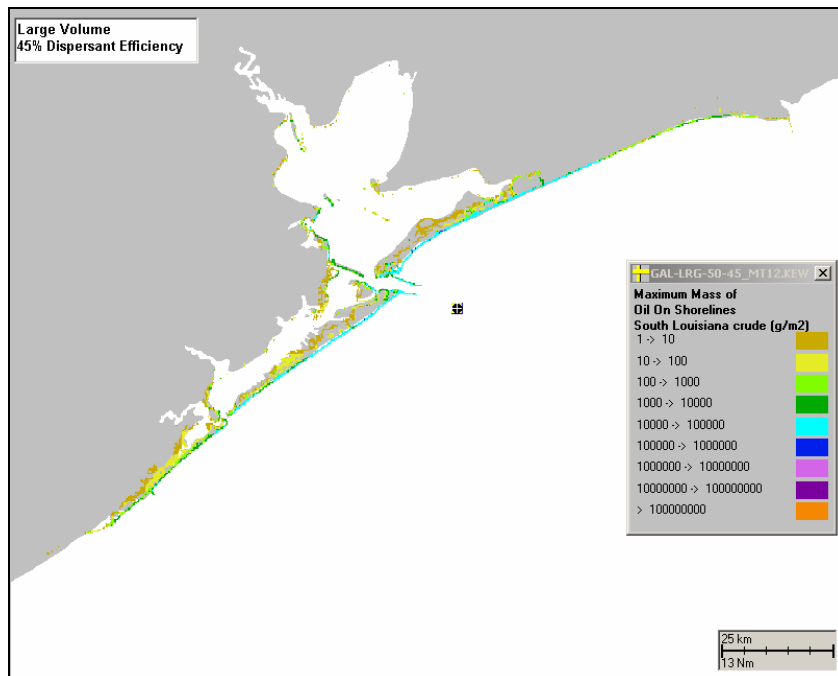 Large Volume
45% Dispersant Efficiency
GAL-LRG-50-45_MT12.KEW
Maximum Mass of
Oil On Shorelines
South Louisiana crude (g/m2)
1 -> 10
10 -> 100
100 -> 1000
1000 -> 10000
10000 -> 100000
100000 -> 1000000
1000000 -> 10000000
10000000 -> 100000000
> 100000000
25 km
13 Nm